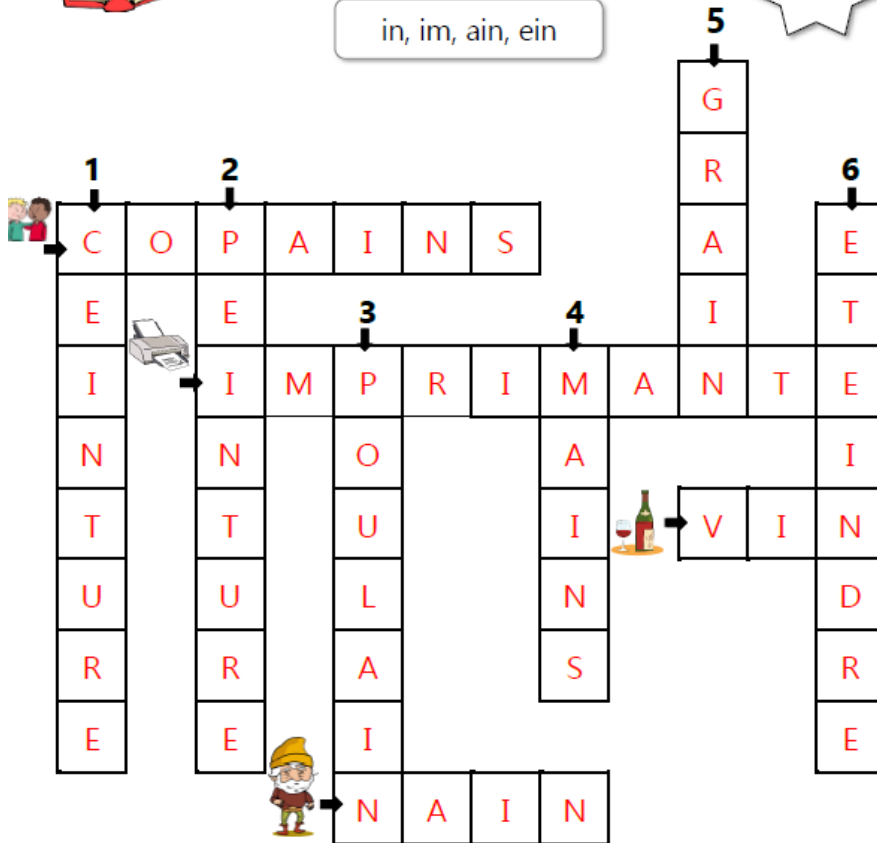 in, im, ain, ein
5
G
R
1 2 6
C O P A I N S A E
E E 3 4 I T
I I M P R I M A N T E
N N O A I
T T U I V I N
U U L N D
R R A S R
E E I E
N A I N